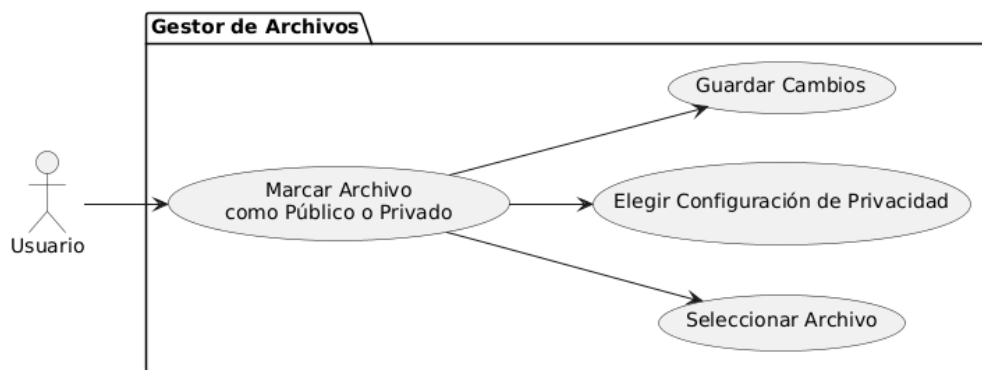 Gestor de Archivos
Guardar Cambios
Marcar Archivo
como Público o Privado
Elegir Configuración de Privacidad
Usuario
Seleccionar Archivo